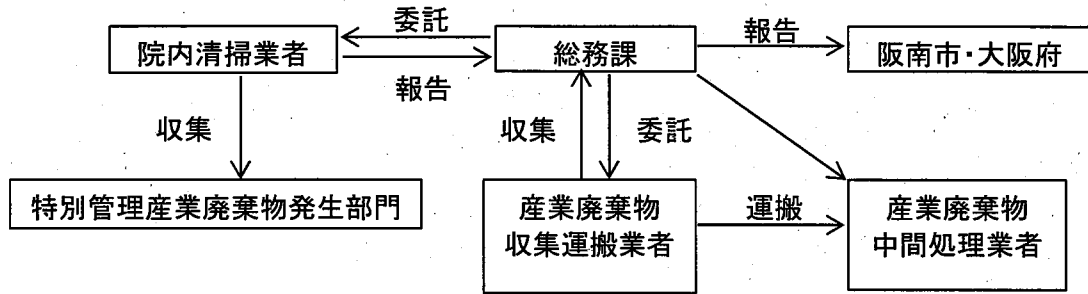 委託
報告
院内清掃業者
総務課
阪南市・大阪府
報告
収集
収集
委託
特別管理産業廃棄物発生部門
産業廃棄物
収集運搬業者
運搬
産業廃棄物
中間処理業者